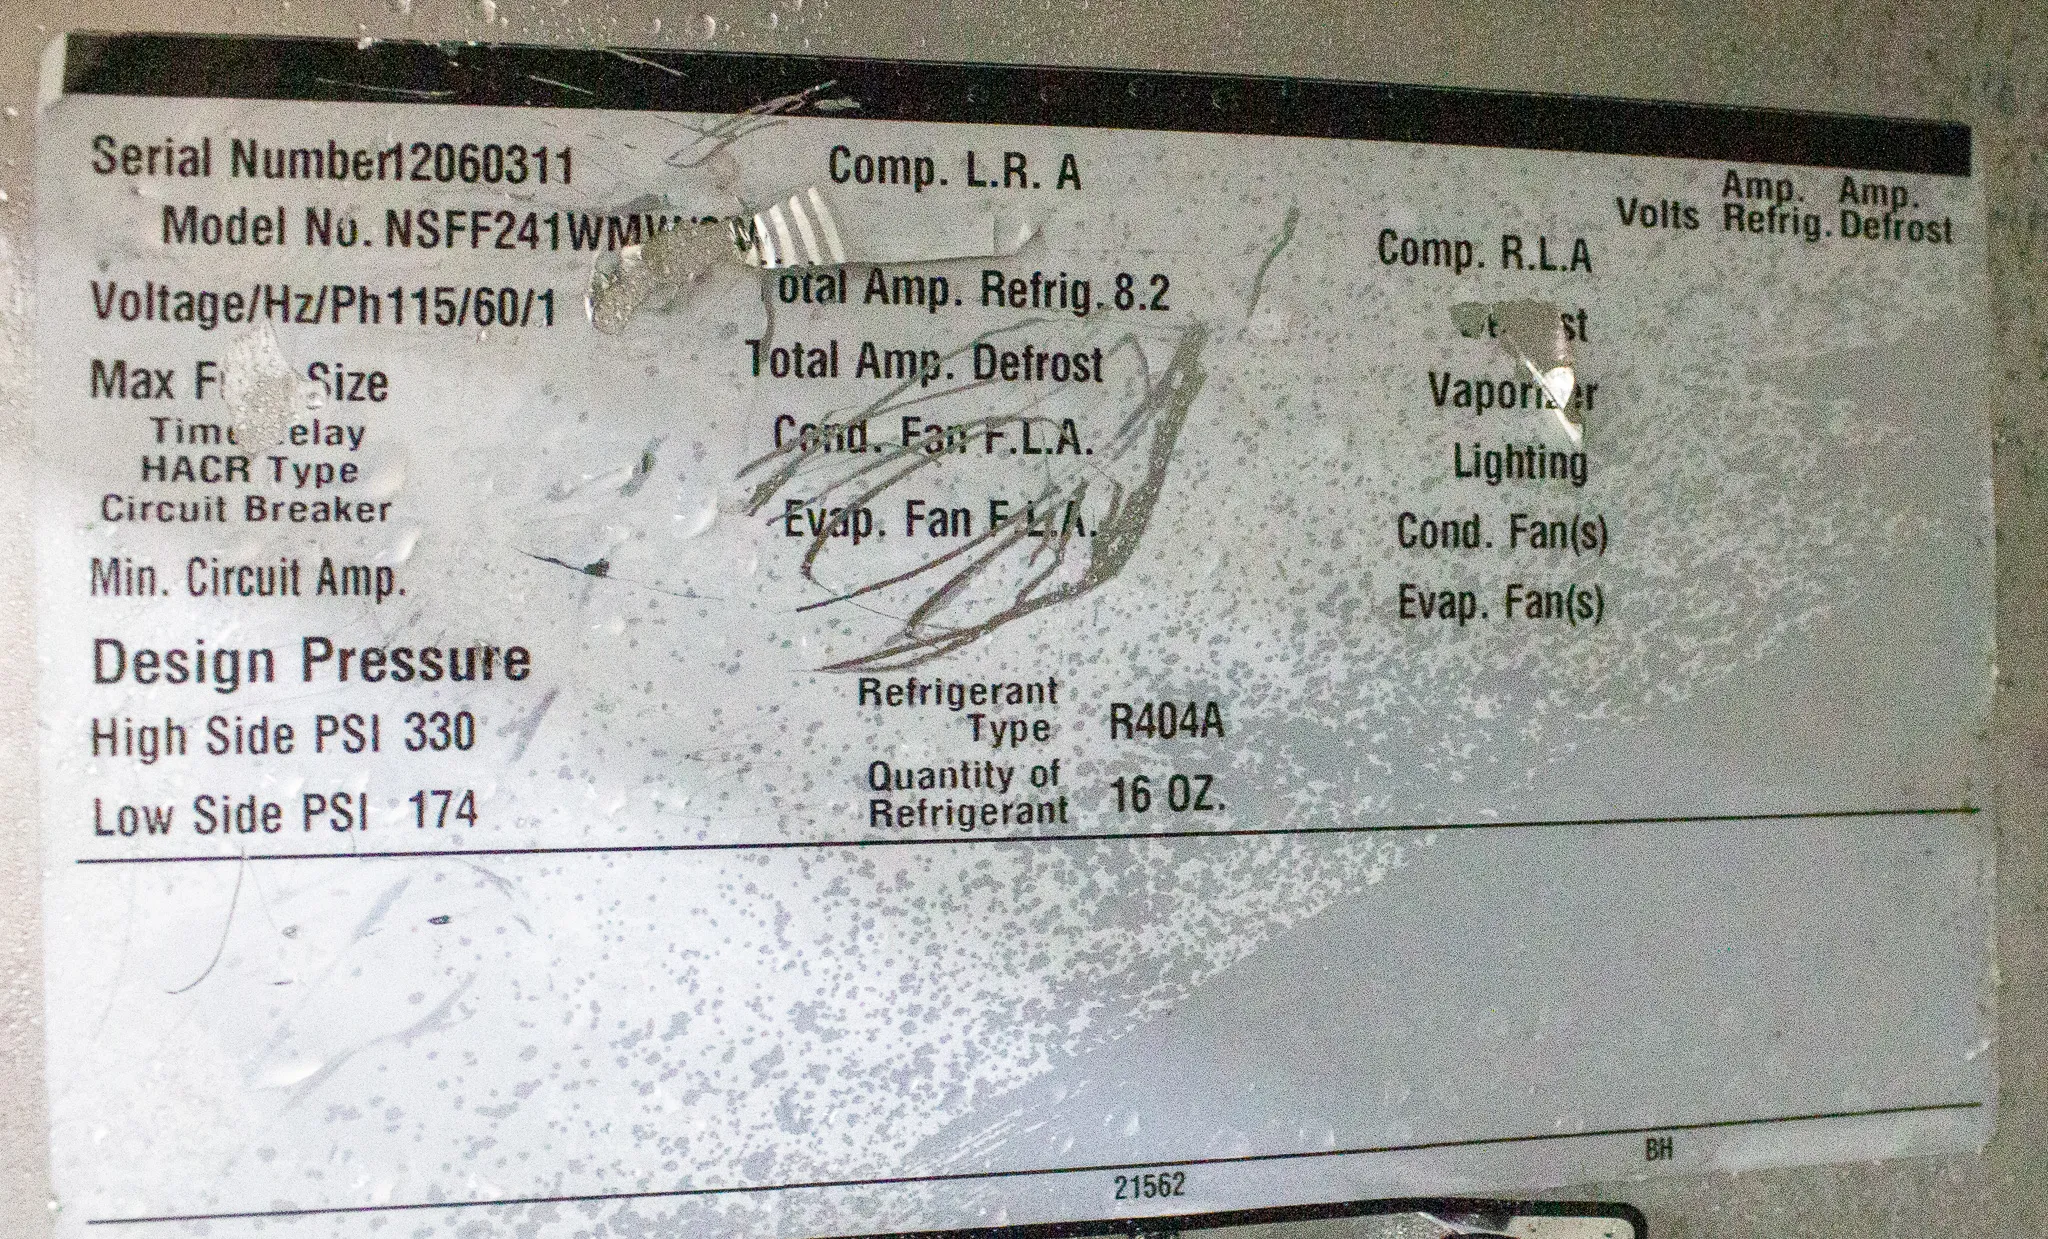 Serial Number12060311
Model No. NSFF241WM
Voltage/Hz/Ph115/60/1
Max Size
HACR Type
Circuit Breaker
Min. Circuit Amp.
Design Pressure
High Side PSI 330
Low Side PSI 174
Comp. L.R. A
Total Amp. Refrig. 8.2
Total Amp. Defrost
Cond. Fan F.L.A.
Evap. Fan F.L.A.
Refrigerant
Type R404A
Quantity of
Refrigerant 16 OZ.
Amp. Amp.
Volts Refrig. Defrost
Comp. R.L.A
Vaporizer
Lighting
Cond. Fan(s)
Evap. Fan(s)
BH
21562